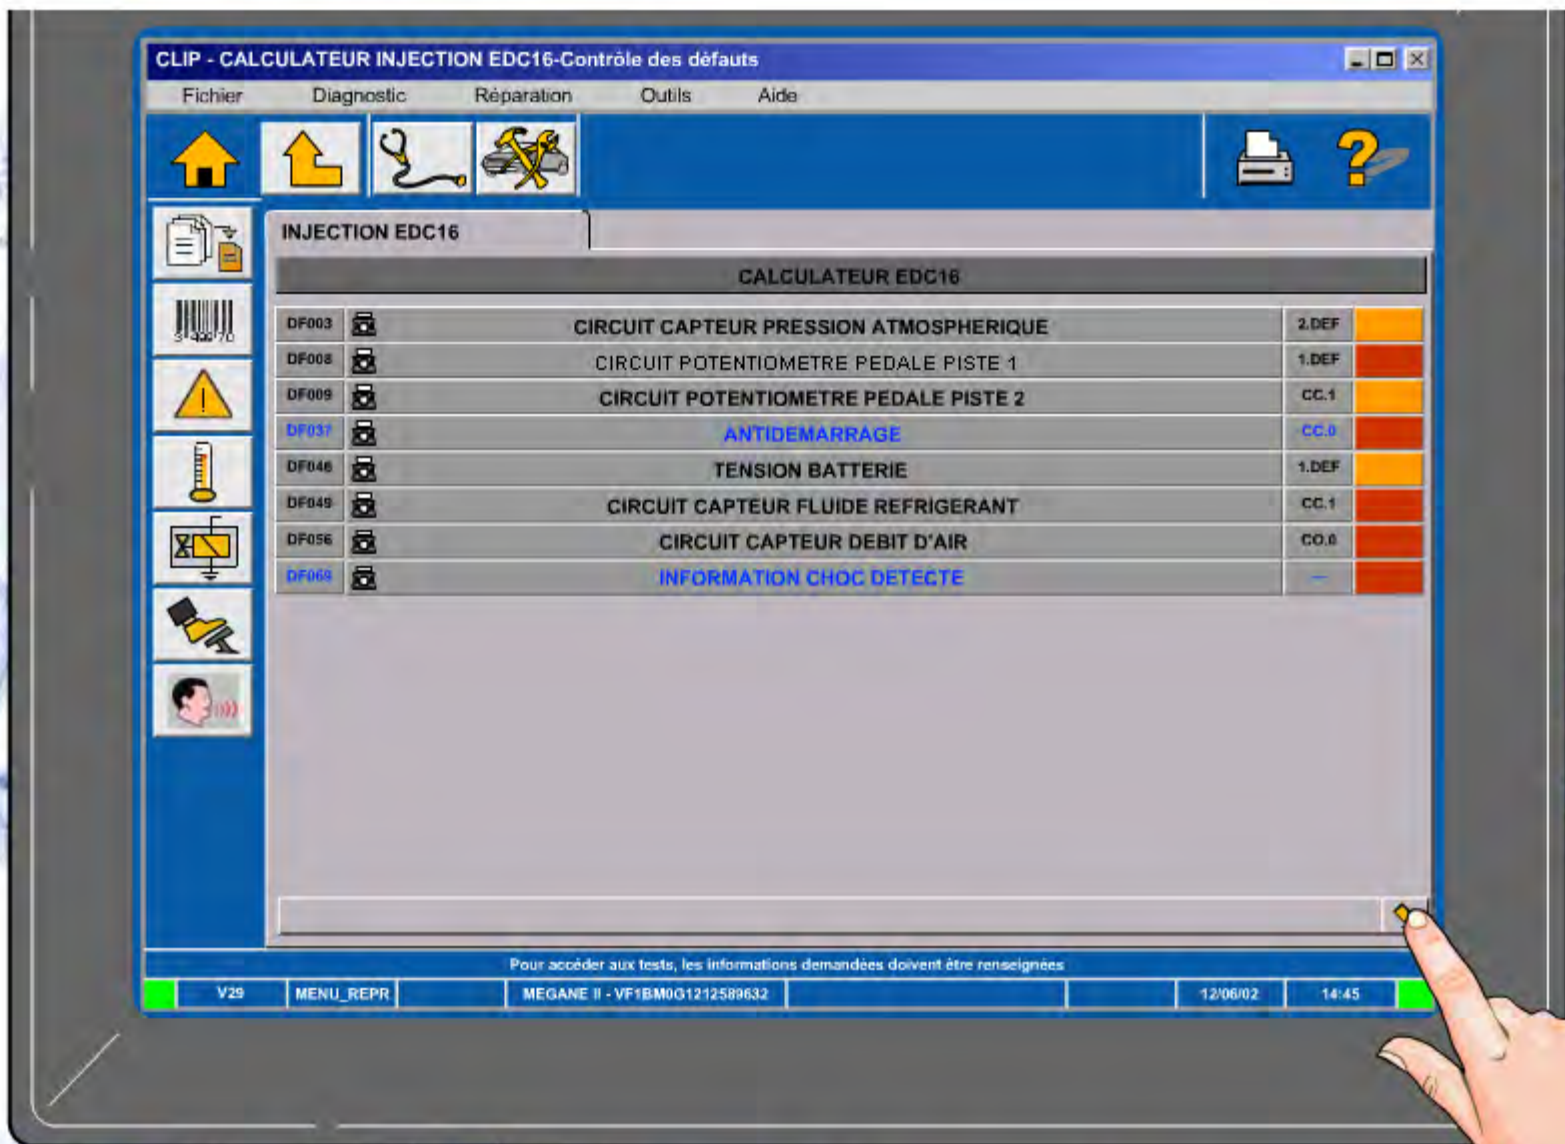 CLIP - CALCULATEUR INJECTION EDC16-Contrôle des défauts
Fichier Diagnostic Réparation Outils Aide
INJECTION EDC16
CALCULATEUR EDC16
DF003 CIRCUIT CAPTEUR PRESSION ATMOSPHERIQUE 2.DEF
DF008 CIRCUIT POTENTIOMETRE PEDALE PISTE 1 1.DEF
DF009 CIRCUIT POTENTIOMETRE PEDALE PISTE 2 CC.1
DF037 ANTIDEMARRAGE CC.0
DF046 TENSION BATTERIE 1.DEF
DF049 CIRCUIT CAPTEUR FLUIDE REFRIGERANT CC.1
DF056 CIRCUIT CAPTEUR DEBIT D'AIR CO.0
DF069 INFORMATION CHOC DETECTE
Pour accéder aux tests, les informations demandées doivent être renseignées
V29 MENU_REPR MEGANE II - VF1BM0G1212589632 12/06/02 14:45